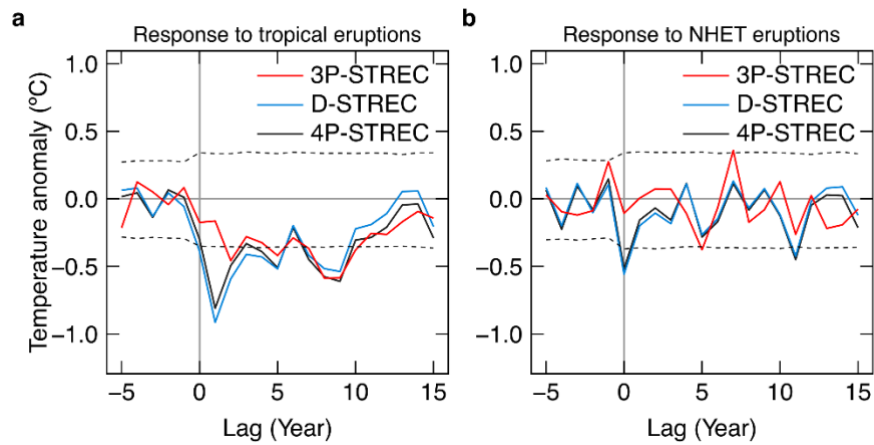 a
Response to tropical eruptions
b
Response to NHET eruptions
Temperature anomaly (°C)
1.0
0.5
0.0
−0.5
−1.0
3P-STREC
D-STREC
4P-STREC
−5 0 5 10 15
Lag (Year)
1.0
0.5
0.0
−0.5
−1.0
3P-STREC
D-STREC
4P-STREC
−5 0 5 10 15
Lag (Year)